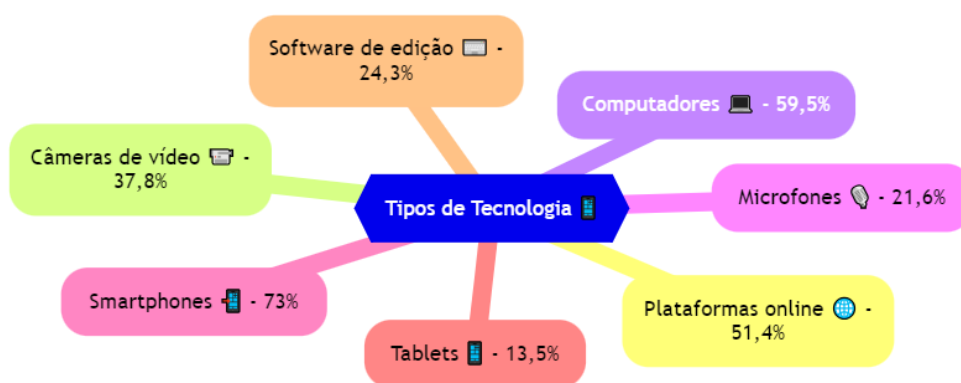 Software de edição ⌨️ -
24,3%
Computadores 💻 - 59,5%
Câmeras de vídeo 📹 -
37,8%
Tipos de Tecnologia 📱
Microfones 🎙️ - 21,6%
Smartphones 📲 - 73%
Plataformas online 🌐 -
51,4%
Tablets 📱 - 13,5%